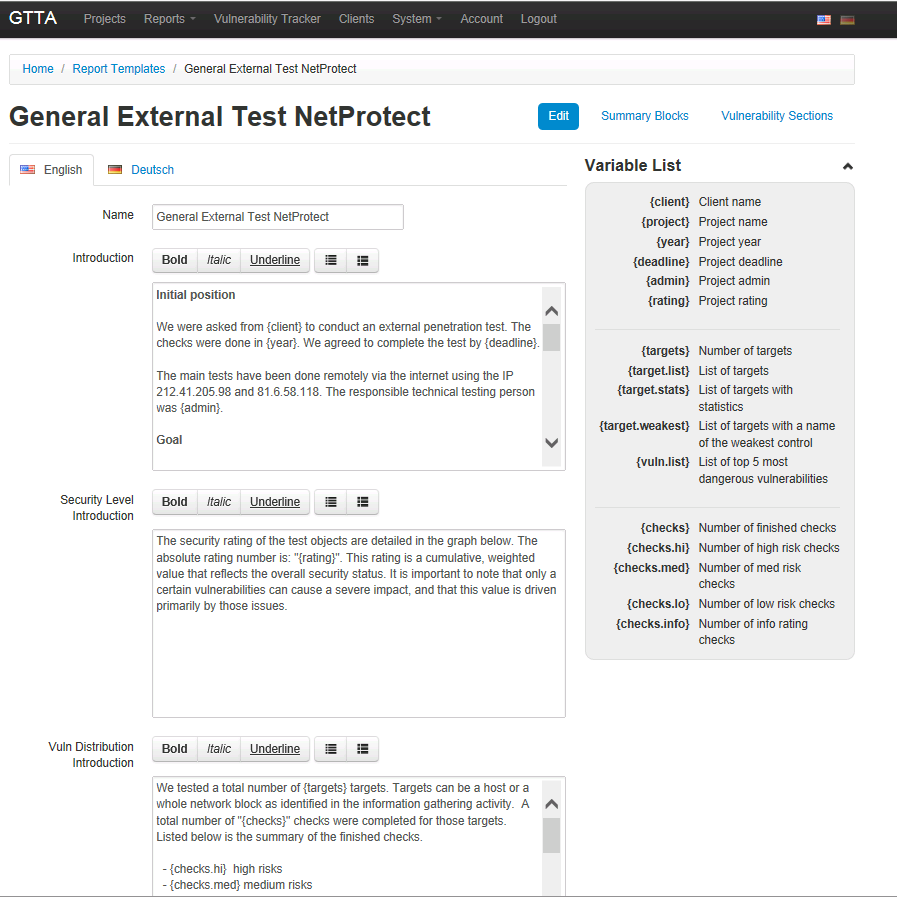 GTTA Projects Reports Vulnerability Tracker Clients System Account Logout
Home / Report Templates / General External Test NetProtect
General External Test NetProtect
Edit Summary Blocks Vulnerability Sections
English Deutsch
Name General External Test NetProtect
Introduction Bold Italic Underline
Initial position
We were asked from {client} to conduct an external penetration test. The
checks were done in {year}. We agreed to complete the test by {deadline}.
The main tests have been done remotely via the internet using the IP
212.41.205.98 and 81.6.58.118. The responsible technical testing person
was {admin}.
Goal
Security Level
Introduction
Bold Italic Underline
The security rating of the test objects are detailed in the graph below. The
absolute rating number is: "{rating}". This rating is a cumulative, weighted
value that reflects the overall security status. It is important to note that only a
certain vulnerabilities can cause a severe impact, and that this value is driven
primarily by those issues.
Vuln Distribution
Introduction
Bold Italic Underline
We tested a total number of {targets} targets. Targets can be a host or a
whole network block as identified in the information gathering activity. A
total number of "{checks}" checks were completed for those targets.
Listed below is the summary of the finished checks.
- {checks.hi} high risks
- {checks.med} medium risks
Variable List
{client} Client name
{project} Project name
{year} Project year
{deadline} Project deadline
{admin} Project admin
{rating} Project rating
{targets} Number of targets
{target.list} List of targets
{target.stats} List of targets with
statistics
{target.weakest} List of targets with a name
of the weakest control
{vuln.list} List of top 5 most
dangerous vulnerabilities
{checks} Number of finished checks
{checks.hi} Number of high risk checks
{checks.med} Number of med risk
checks
{checks.lo} Number of low risk checks
{checks.info} Number of info rating
checks